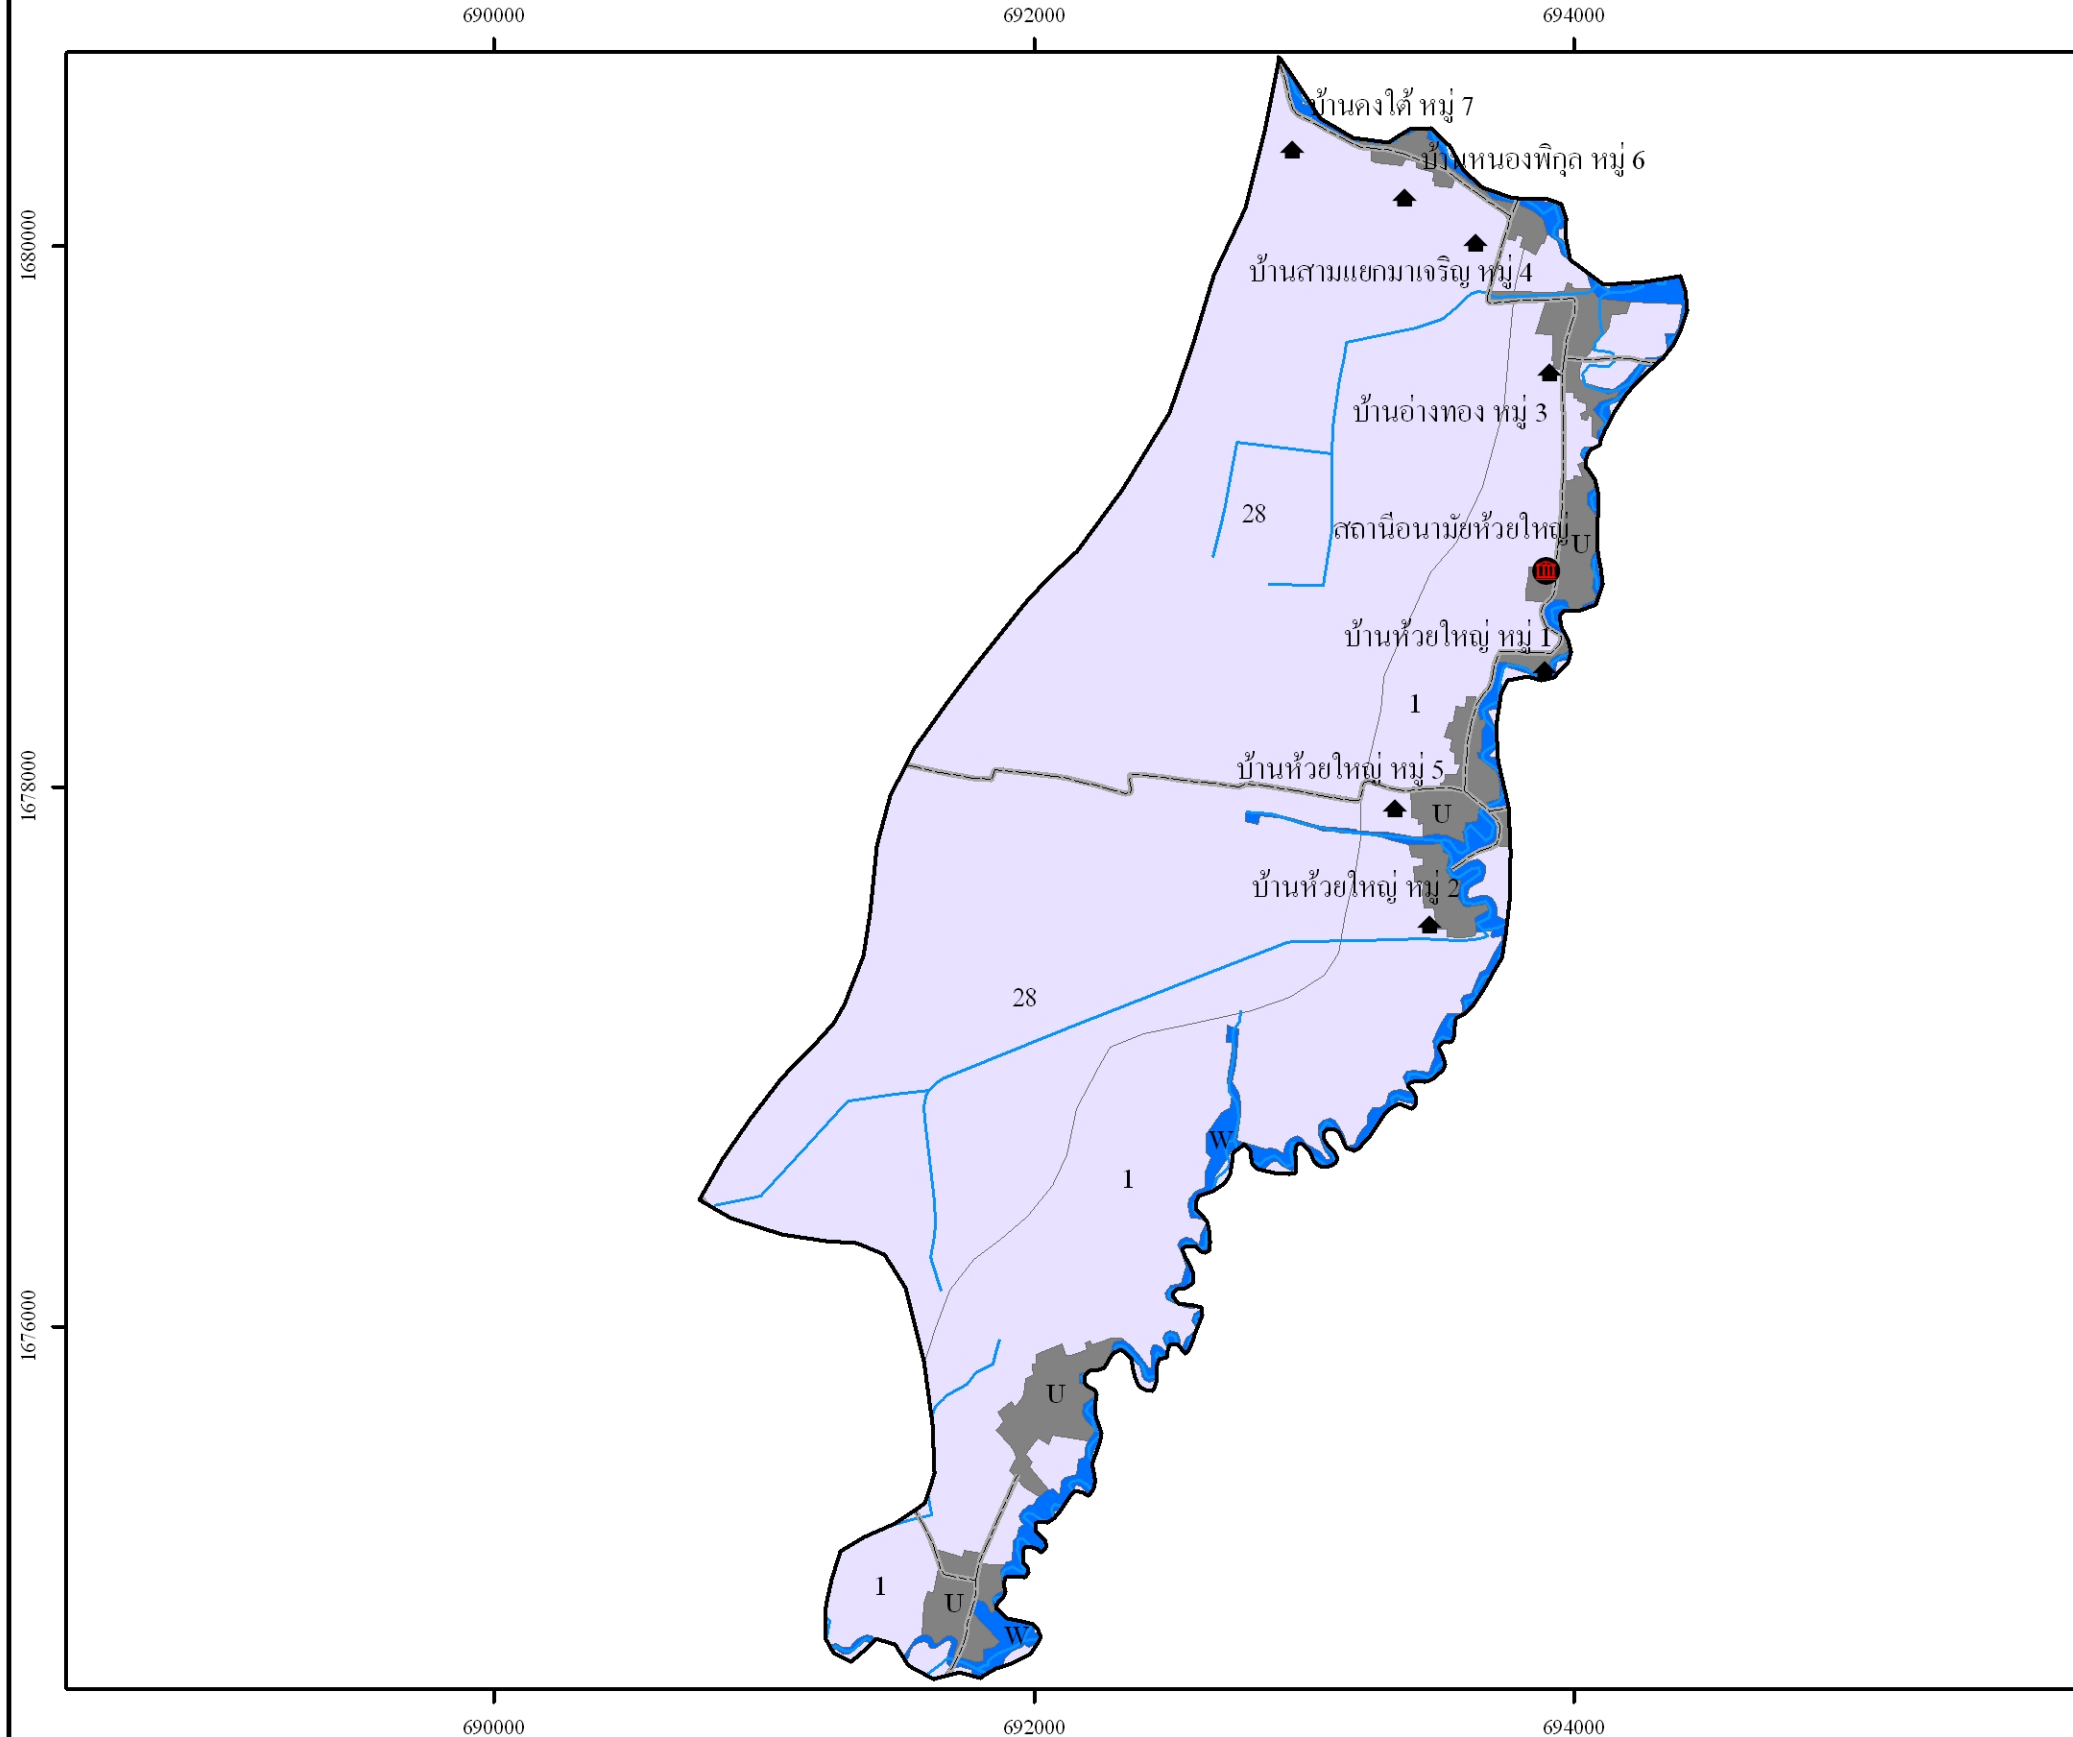 690000 692000 694000
บ้านดงใต้ หมู่ 7
บ้านหนองพิกุล หมู่ 6
1680000
บ้านสามแยกมาเจริญ หมู่ 4
บ้านอ่างทอง หมู่ 3
28
สถานีอนามัยห้วยใหญ่
U
บ้านห้วยใหญ่ หมู่ 1
1
บ้านห้วยใหญ่ หมู่ 5
1678000
U
บ้านห้วยใหญ่ หมู่ 2
28
W
1
1676000
U
1
U
W
690000 692000 694000